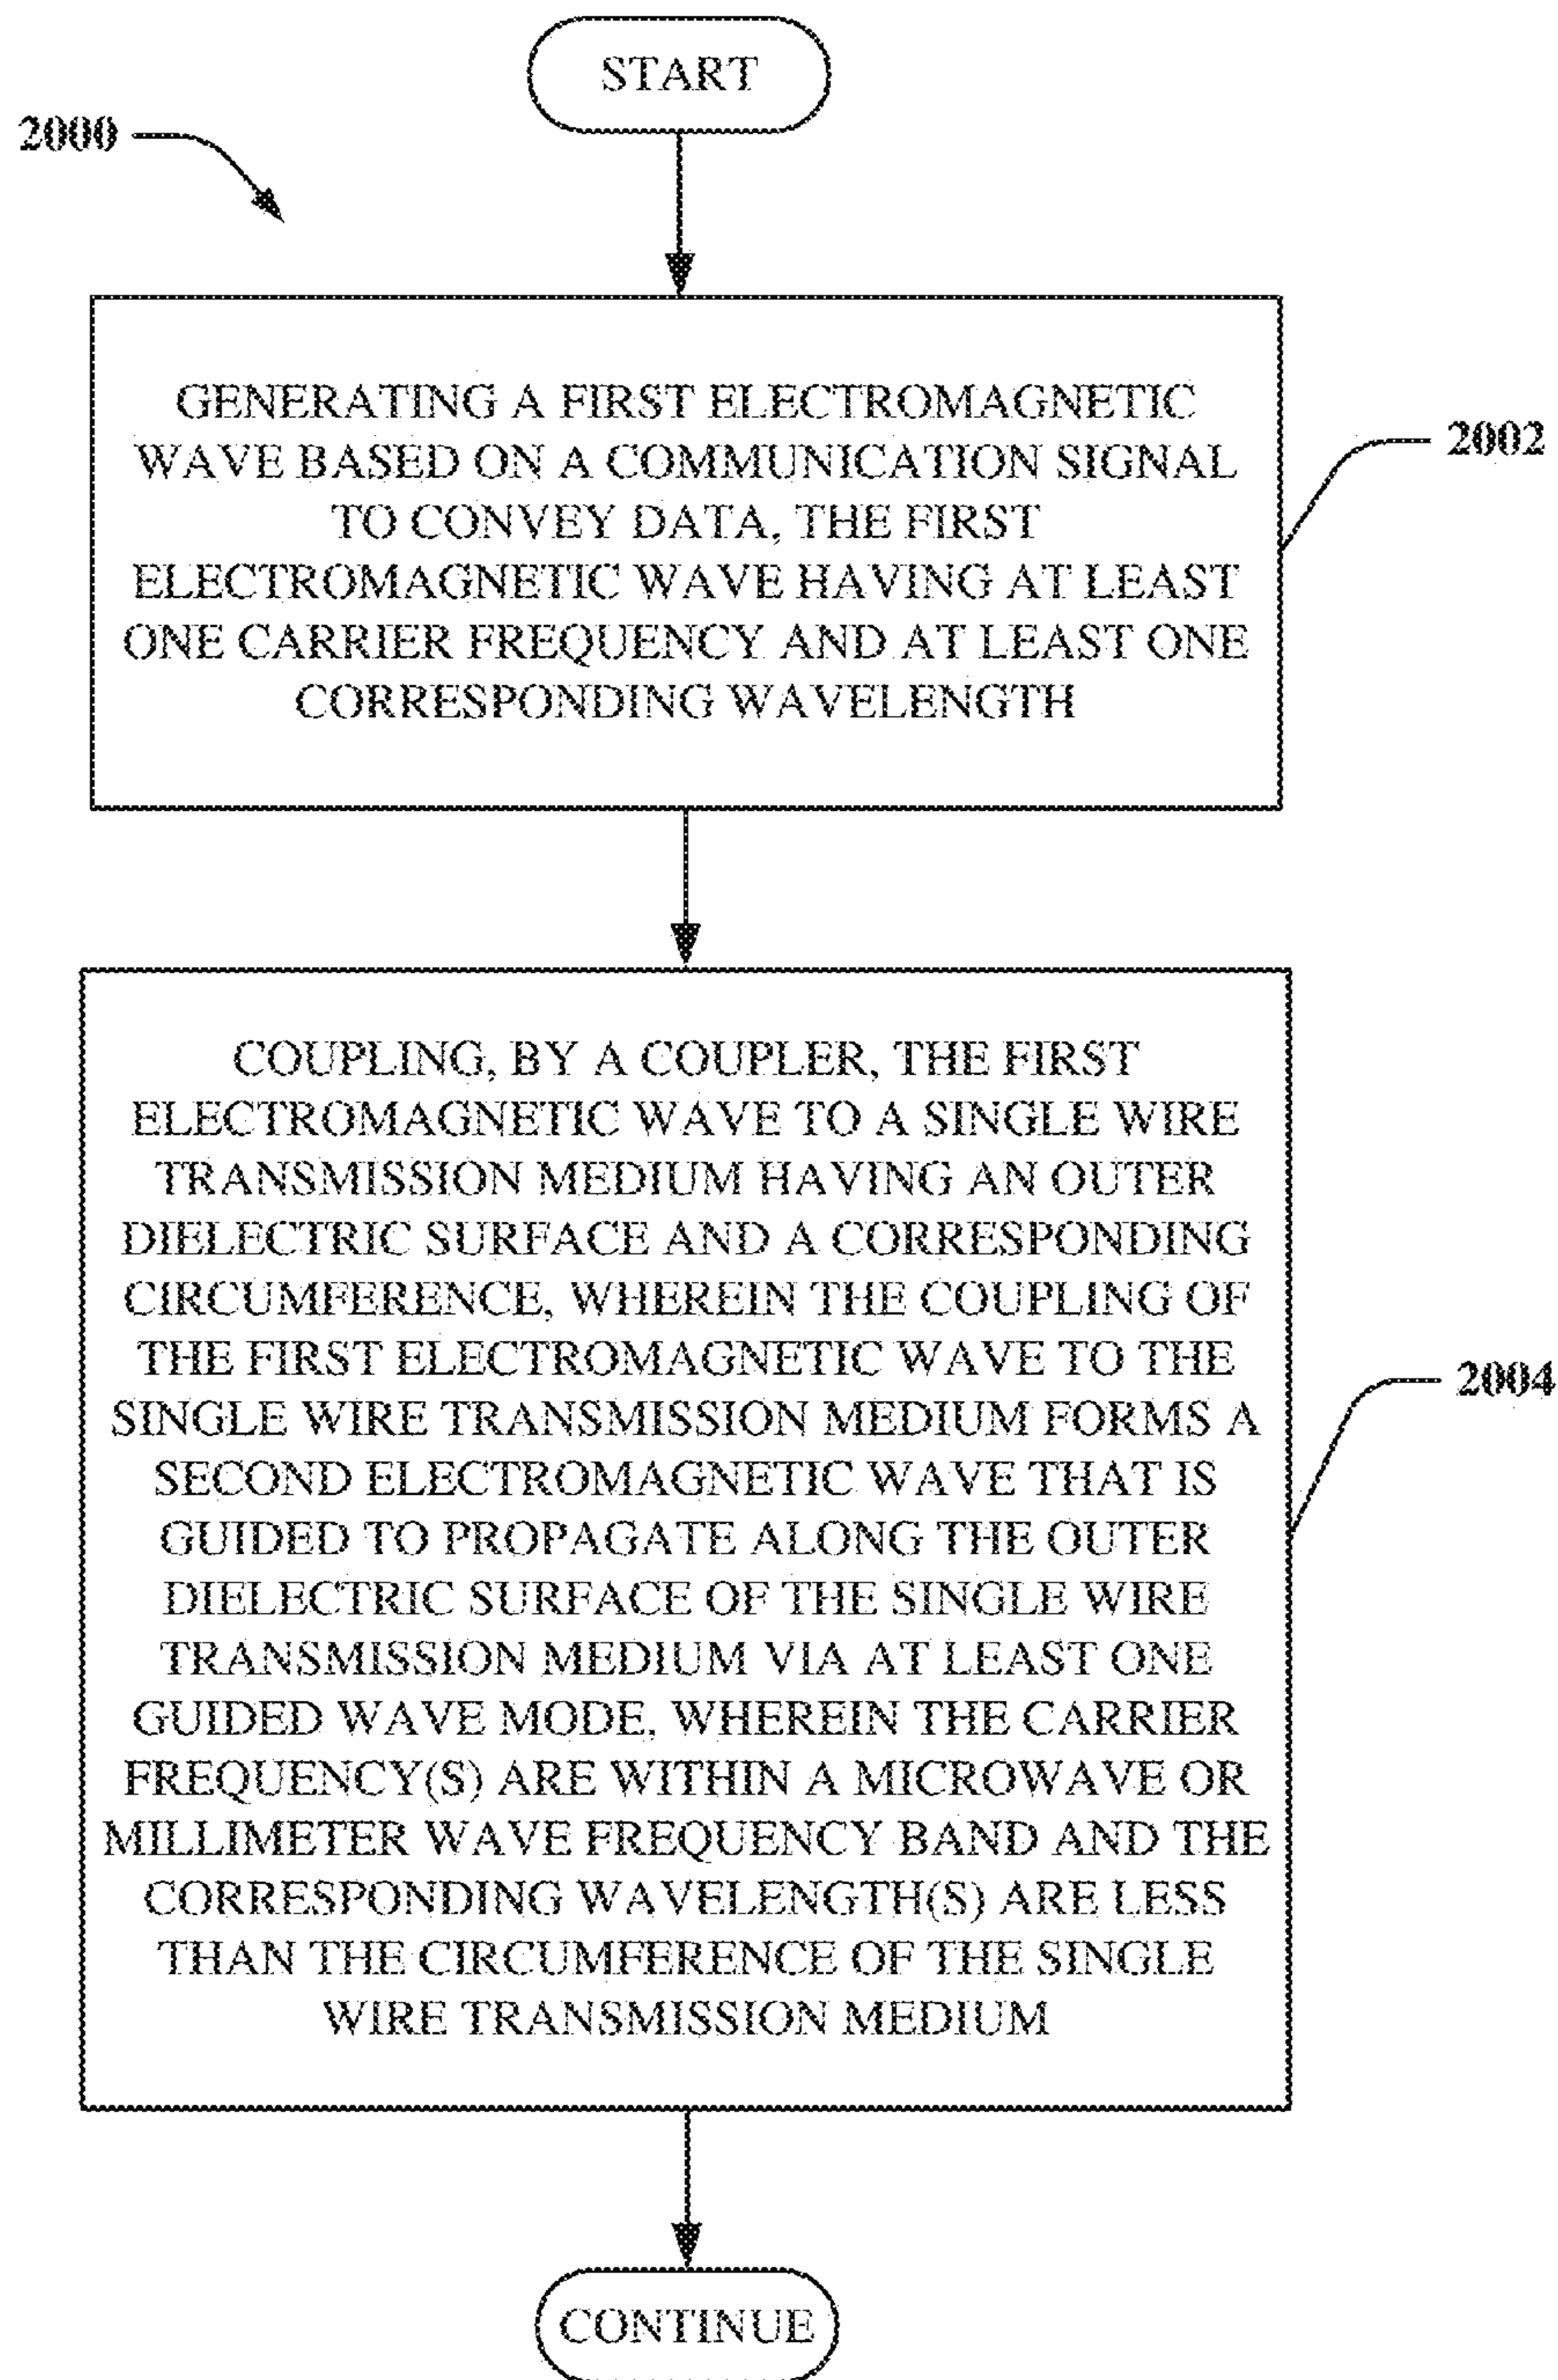 START
2000
GENERATING A FIRST ELECTROMAGNETIC
WAVE BASED ON A COMMUNICATION SIGNAL
TO CONVEY DATA, THE FIRST
ELECTROMAGNETIC WAVE HAVING AT LEAST
ONE CARRIER FREQUENCY AND AT LEAST ONE
CORRESPONDING WAVELENGTH
2002
COUPLING, BY A COUPLER, THE FIRST
ELECTROMAGNETIC WAVE TO A SINGLE WIRE
TRANSMISSION MEDIUM HAVING AN OUTER
DIELECTRIC SURFACE AND A CORRESPONDING
CIRCUMFERENCE, WHEREIN THE COUPLING OF
THE FIRST ELECTROMAGNETIC WAVE TO THE
SINGLE WIRE TRANSMISSION MEDIUM FORMS A
SECOND ELECTROMAGNETIC WAVE THAT IS
GUIDED TO PROPAGATE ALONG THE OUTER
DIELECTRIC SURFACE OF THE SINGLE WIRE
TRANSMISSION MEDIUM VIA AT LEAST ONE
GUIDED WAVE MODE, WHEREIN THE CARRIER
FREQUENCY(S) ARE WITHIN A MICROWAVE OR
MILLIMETER WAVE FREQUENCY BAND AND THE
CORRESPONDING WAVELENGTH(S) ARE LESS
THAN THE CIRCUMFERENCE OF THE SINGLE
WIRE TRANSMISSION MEDIUM
2004
CONTINUE